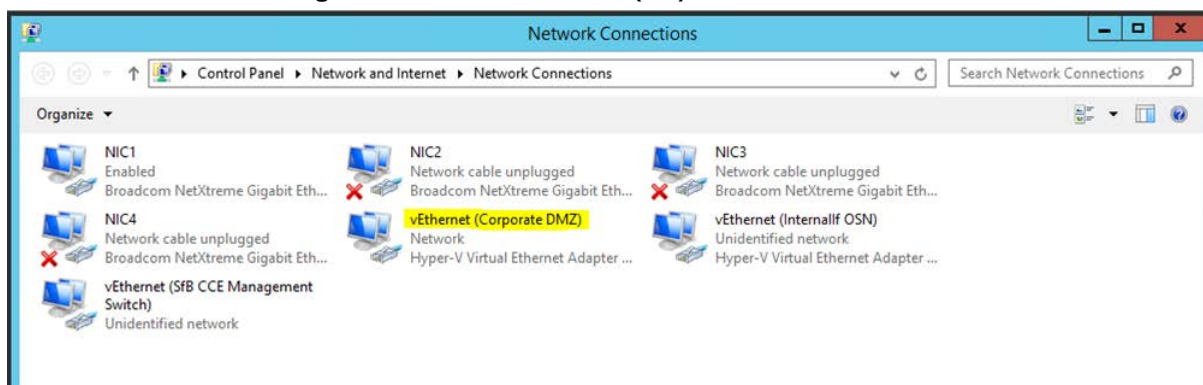 Network Connections
Control Panel ▸ Network and Internet ▸ Network Connections
Search Network Connections
Organize
NIC1
Enabled
Broadcom NetXtreme Gigabit Eth...
NIC2
Network cable unplugged
Broadcom NetXtreme Gigabit Eth...
NIC3
Network cable unplugged
Broadcom NetXtreme Gigabit Eth...
NIC4
Network cable unplugged
Broadcom NetXtreme Gigabit Eth...
vEthernet (Corporate DMZ)
Network
Hyper-V Virtual Ethernet Adapter ...
vEthernet (InternalIf OSN)
Unidentified network
Hyper-V Virtual Ethernet Adapter ...
vEthernet (SfB CCE Management
Switch)
Unidentified network